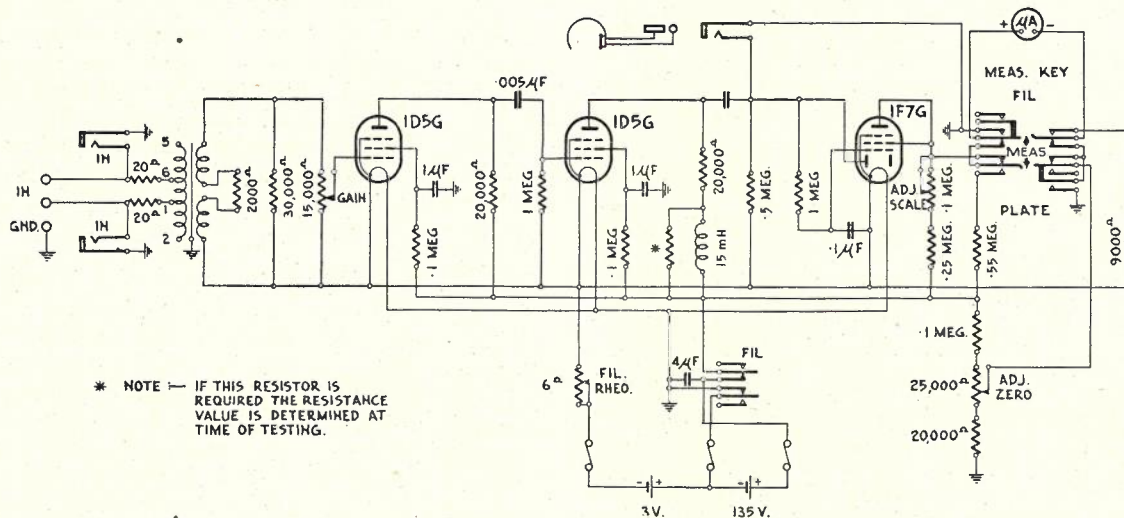 + µA -
MEAS. KEY
FIL
MEAS
PLATE
.005µF
1D5G
1D5G
1F7G
IH
IH
20Ω
20Ω
5
6
1
2
IH
GND.
2000Ω
30,000Ω
15,000Ω
GAIN
.1µF
.1 MEG
20,000Ω
1 MEG
.1µF
.1 MEG
20,000Ω
*
15 mH
.5 MEG.
1 MEG
.1µF
ADJ.
SCALE
.1 MEG.
.25 MEG.
.55 MEG.
9000Ω
.1 MEG.
25,000Ω
ADJ.
ZERO
20,000Ω
6Ω
FIL.
RHEO.
4µF
FIL
- +
3V.
- +
135 V.
* NOTE :— IF THIS RESISTOR IS
REQUIRED THE RESISTANCE
VALUE IS DETERMINED AT
TIME OF TESTING.